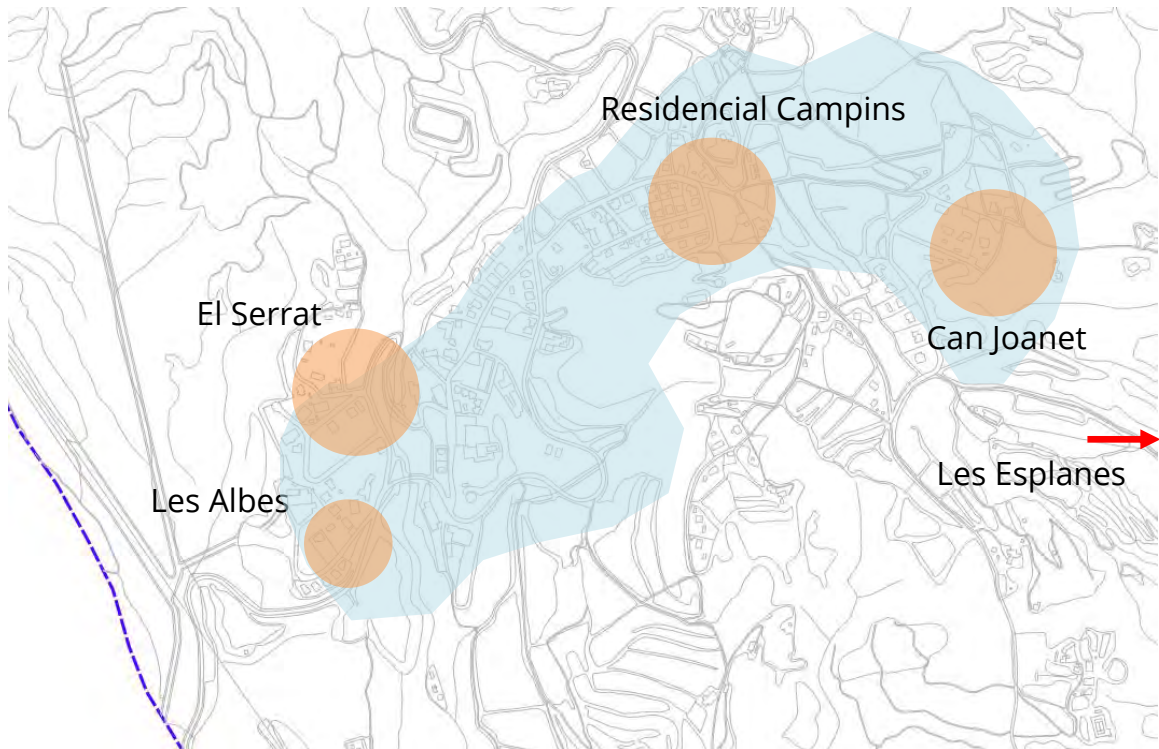 Residencial Campins
El Serrat
Can Joanet
Les Albes
Les Esplanes